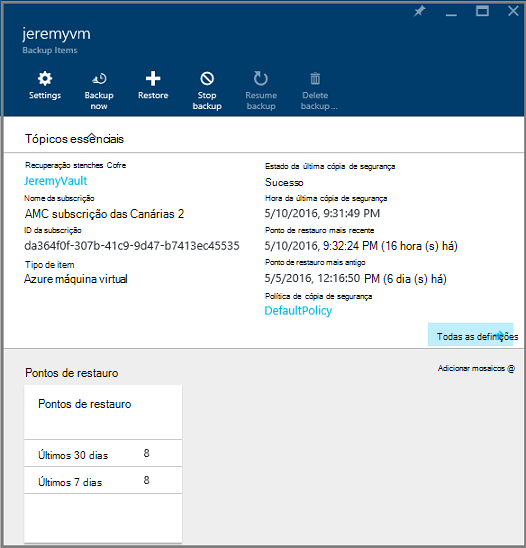 jeremyvm
Backup Items
Settings
Backup now
Restore
Stop backup
Resume backup
Delete backup ...
Tópicos essenciais
Recuperação stenches Cofre
JeremyVault
Nome da subscrição
AMC subscrição das Canárias 2
ID da subscrição
da364f0f-307b-41c9-9d47-b7413ec45535
Tipo de item
Azure máquina virtual
Estado da última cópia de segurança
Sucesso
Hora da última cópia de segurança
5/10/2016, 9:31:49 PM
Ponto de restauro mais recente
5/10/2016, 9:32:24 PM (16 hora (s) há)
Ponto de restauro mais antigo
5/5/2016, 12:16:50 PM (6 dia (s) há)
Política de cópia de segurança
DefaultPolicy
Todas as definições
Adicionar mosaicos @
Pontos de restauro
Pontos de restauro
Últimos 30 dias 8
Últimos 7 dias 8